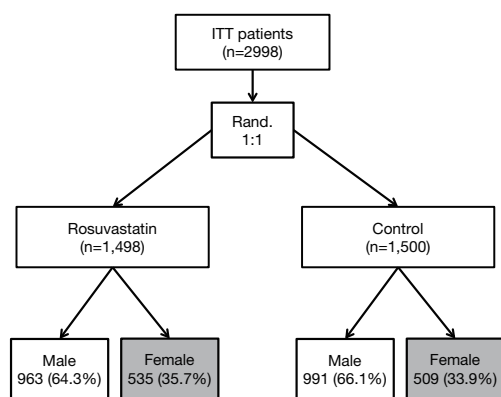 ITT patients
(n=2998)
Rand.
1:1
Rosuvastatin
(n=1,498)
Control
(n=1,500)
Male
963 (64.3%)
Female
535 (35.7%)
Male
991 (66.1%)
Female
509 (33.9%)